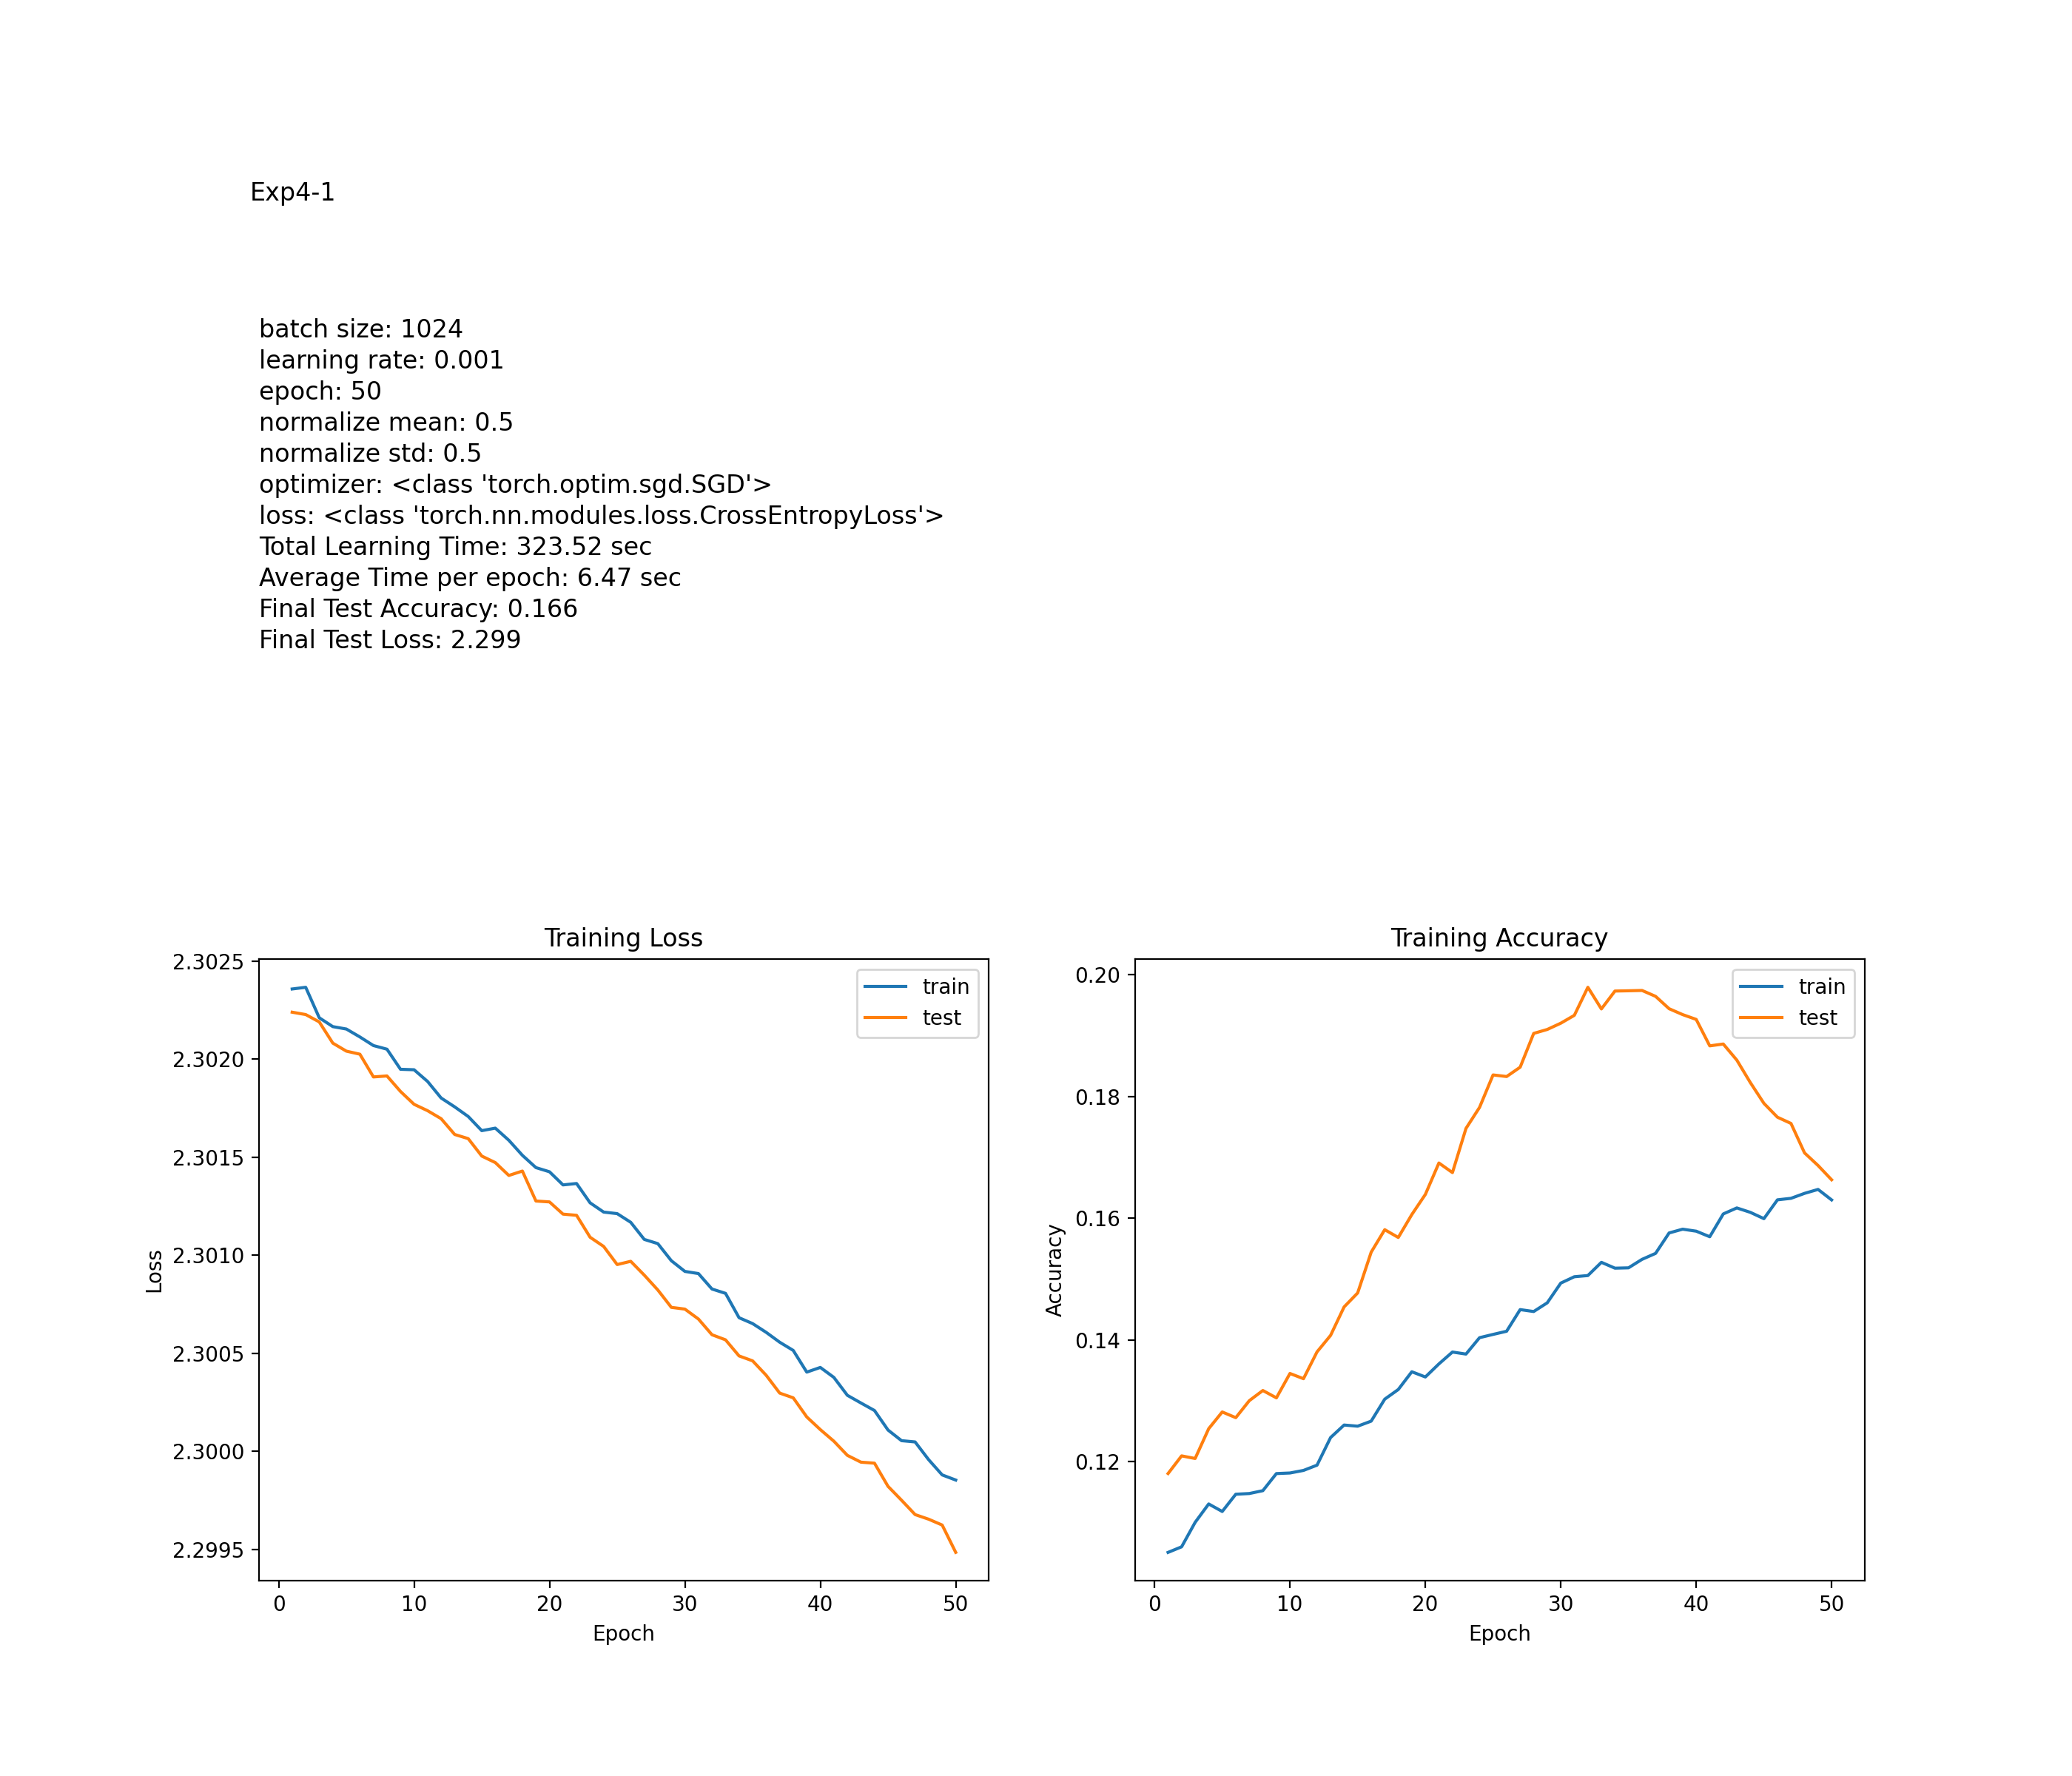 Exp4-1
batch size: 1024
learning rate: 0.001
epoch: 50
normalize mean: 0.5
normalize std: 0.5
optimizer: <class 'torch.optim.sgd.SGD'>
loss: <class 'torch.nn.modules.loss.CrossEntropyLoss'>
Total Learning Time: 323.52 sec
Average Time per epoch: 6.47 sec
Final Test Accuracy: 0.166
Final Test Loss: 2.299
Training Loss
2.3025
2.3020
2.3015
2.3010
2.3005
2.3000
2.2995
Loss
train
test
0 10 20 30 40 50
Epoch
Training Accuracy
0.20
0.18
0.16
0.14
0.12
Accuracy
train
test
0 10 20 30 40 50
Epoch